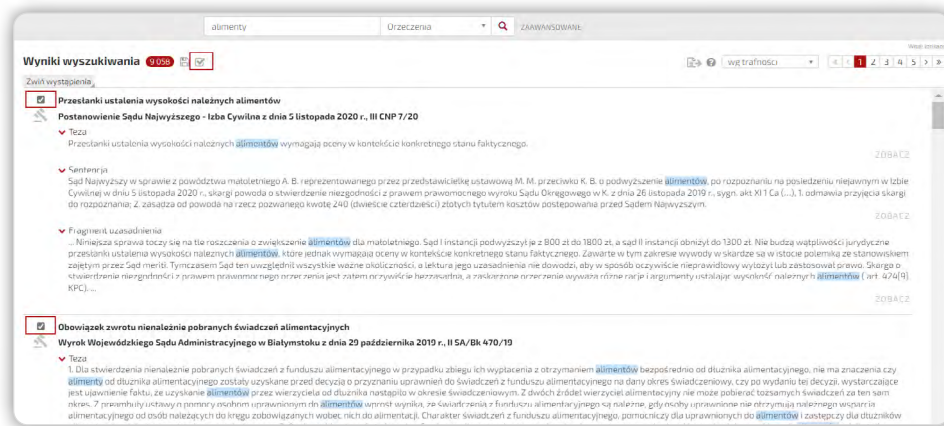 alimenty Orzeczenia ZAAWANSOWANE
Wyniki wyszukiwania 9 058 wg trafności 1 2 3 4 5
Zwiń wystąpienia
Przesłanki ustalenia wysokości należnych alimentów
Postanowienie Sądu Najwyższego - Izba Cywilna z dnia 5 listopada 2020 r., III CNP 7/20
Teza
Przesłanki ustalenia wysokości należnych alimentów wymagają oceny w kontekście konkretnego stanu faktycznego.
ZOBACZ
Sentencja
Sąd Najwyższy w sprawie z powództwa małoletniego A. B. reprezentowanego przez przedstawicielkę ustawową M. M. przeciwko K. B. o podwyższenie alimentów, po rozpoznaniu na posiedzeniu niejawnym w Izbie
Cywilnej w dniu 5 listopada 2020 r., skargi powoda o stwierdzenie niezgodności z prawem prawomocnego wyroku Sądu Okręgowego w K. z dnia 26 listopada 2019 r., sygn. akt XI 1 Ca (...), 1. odmawia przyjęcia skargi
do rozpoznania; 2. zasądza od powoda na rzecz pozwanego kwotę 240 (dwieście czterdzieści) złotych tytułem kosztów postępowania przed Sądem Najwyższym.
ZOBACZ
Fragment uzasadnienia
... Niniejsza sprawa toczy się na tle roszczenia o zwiększenie alimentów dla małoletniego. Sąd I instancji podwyższył je z 800 zł do 1800 zł, a sąd II instancji obniżył do 1300 zł. Nie budzą wątpliwości jurydyczne
przesłanki ustalenia wysokości należnych alimentów, które jednak wymagają oceny w kontekście konkretnego stanu faktycznego. Zawarte w tym zakresie wywody w skardze są w istocie polemiką ze stanowiskiem
zajętym przez Sąd meriti. Tymczasem Sąd ten uwzględnił wszystkie ważne okoliczności, a lektura jego uzasadnienia nie dowodzi, aby w sposób oczywiście nieprawidłowy wyłożył lub zastosował prawo. Skarga o
stwierdzenie niezgodności z prawem prawomocnego orzeczenia jest zatem oczywiście bezzasadna, a zaskarżone orzeczenie wyważa różne racje i argumenty ustalając wysokość należnych alimentów ( art. 424[9]
KPC). ...
ZOBACZ
Obowiązek zwrotu nienależnie pobranych świadczeń alimentacyjnych
Wyrok Wojewódzkiego Sądu Administracyjnego w Białymstoku z dnia 29 października 2019 r., II SA/Bk 470/19
Teza
1. Dla stwierdzenia nienależnie pobranych świadczeń z funduszu alimentacyjnego w przypadku zbiegu ich wypłacenia z otrzymaniem alimentów bezpośrednio od dłużnika alimentacyjnego, nie ma znaczenia czy
alimenty od dłużnika alimentacyjnego zostały uzyskane przed decyzją o przyznaniu uprawnień do świadczeń z funduszu alimentacyjnego na dany okres świadczeniowy, czy po wydaniu tej decyzji, wystarczające
jest ujawnienie faktu, że uzyskanie alimentów przez wierzyciela od dłużnika nastąpiło w okresie świadczeniowym. Z dwóch źródeł wierzyciel alimentacyjny nie może pobierać tożsamych świadczeń za ten sam
okres. Z preambuły ustawy o pomocy osobom uprawnionym do alimentów wprost wynika, że świadczenia z funduszu alimentacyjnego są należne, gdy osoby uprawnione nie otrzymują należnego wsparcia
alimentacyjnego od osób należących do kręgu zobowiązanych wobec nich do alimentacji. Charakter świadczeń z funduszu alimentacyjnego, pomocniczy dla uprawnionych do alimentów i zastępczy dla dłużników